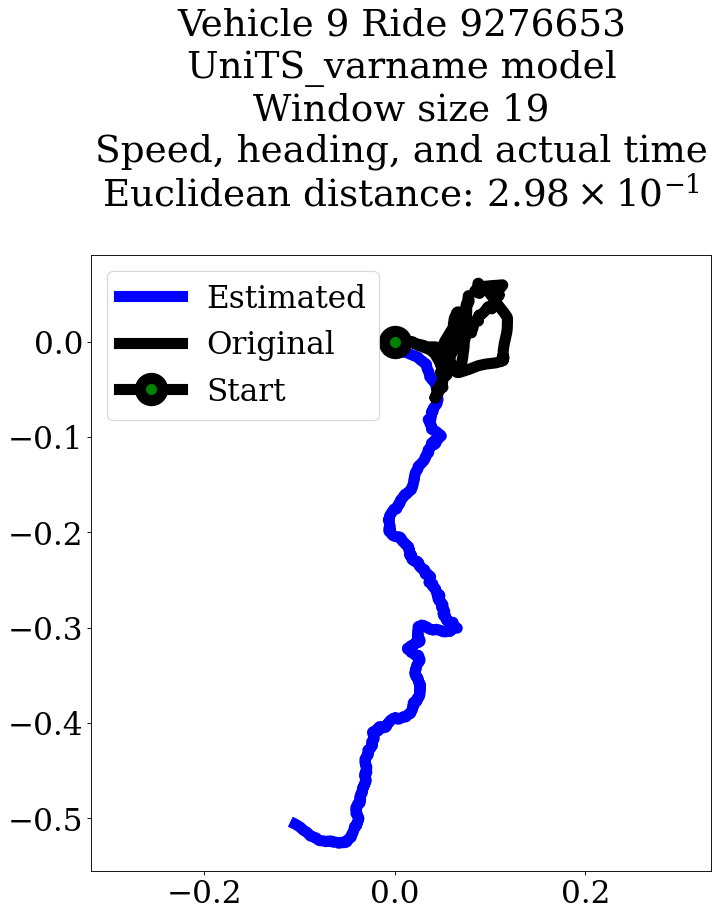 Vehicle 9 Ride 9276653
UniTS_varname model
Window size 19
Speed, heading, and actual time
Euclidean distance: 2.98 × 10⁻¹
Estimated
Original
Start
0.0
−0.1
−0.2
−0.3
−0.4
−0.5
−0.2
0.0
0.2